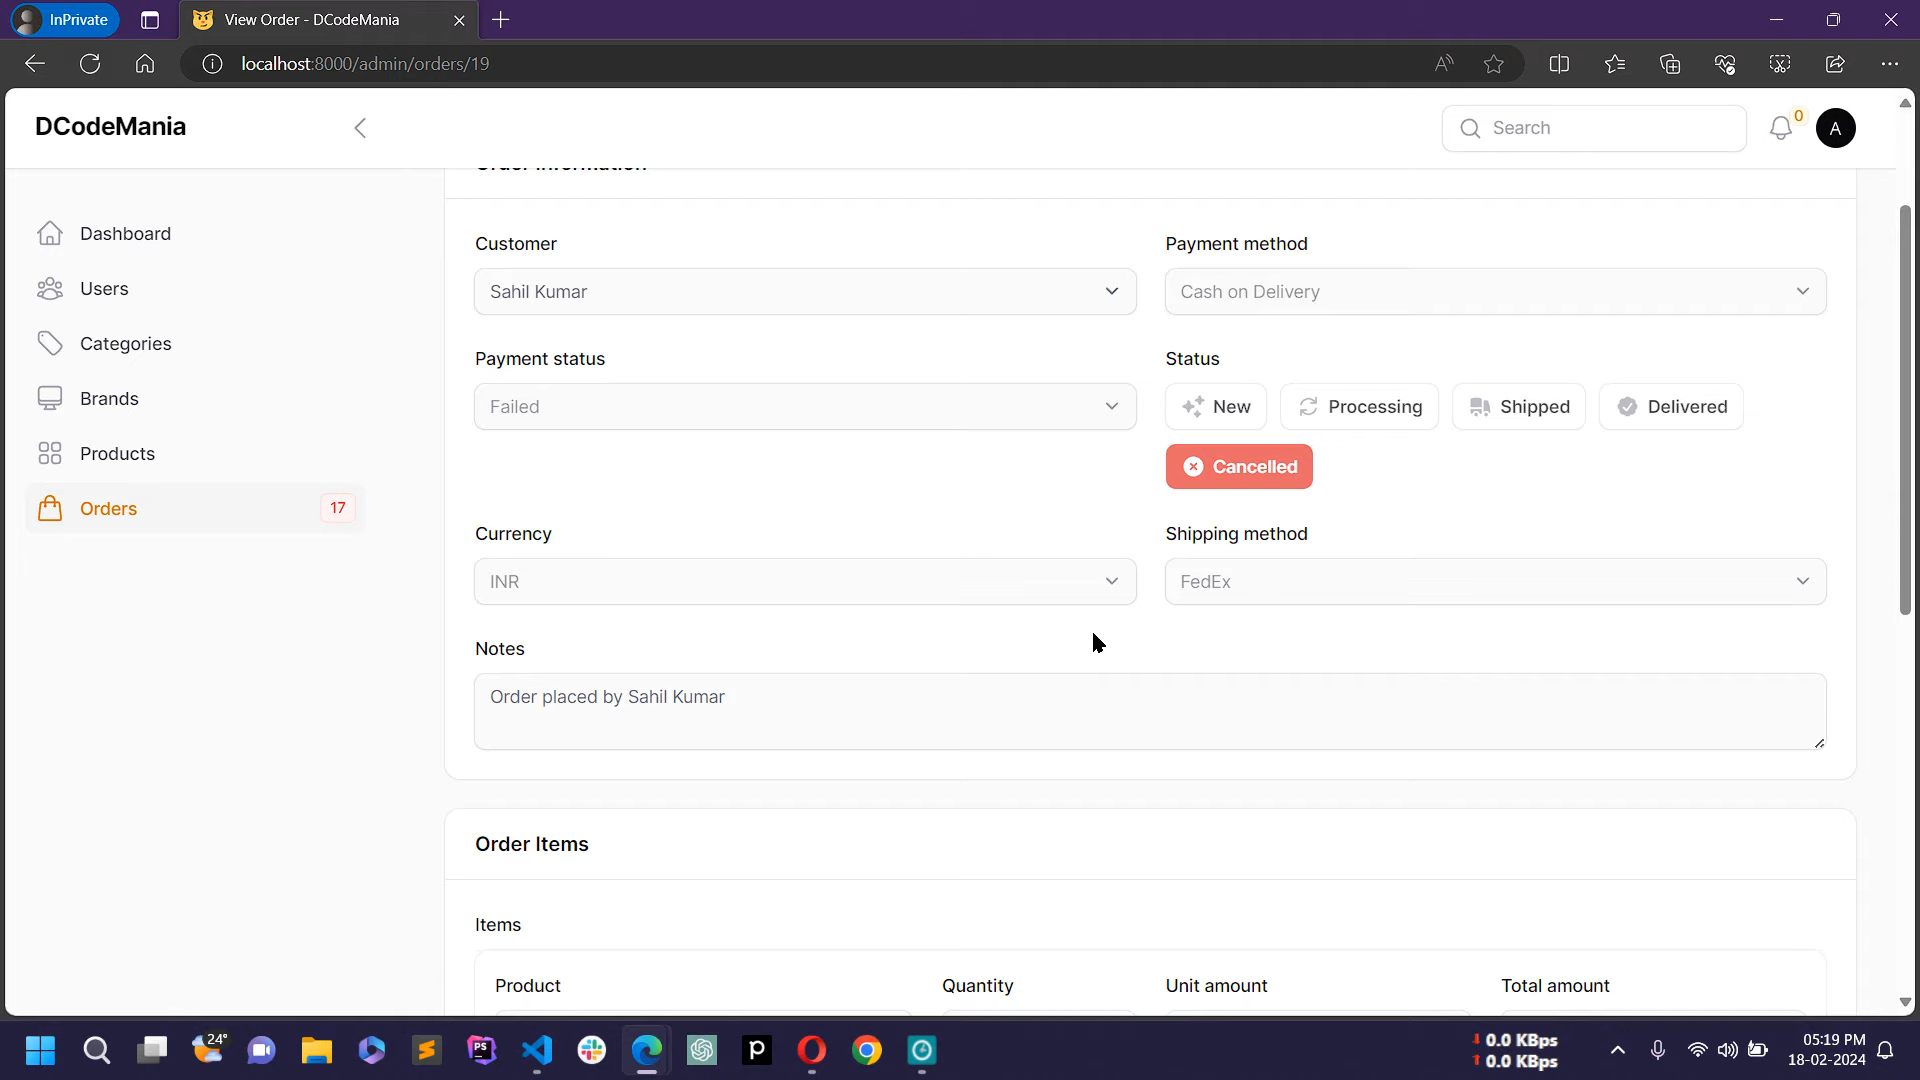 InPrivate
View Order - DCodeMania
localhost:8000/admin/orders/19
DCodeMania
Search
0
A
Order Information
Dashboard
Users
Categories
Brands
Products
Orders 17
Customer
Sahil Kumar
Payment method
Cash on Delivery
Payment status
Failed
Status
New
Processing
Shipped
Delivered
Cancelled
Currency
INR
Shipping method
FedEx
Notes
Order placed by Sahil Kumar
Order Items
Items
Product Quantity Unit amount Total amount
24°
PS
P
0.0 KBps
0.0 KBps
05:19 PM
18-02-2024